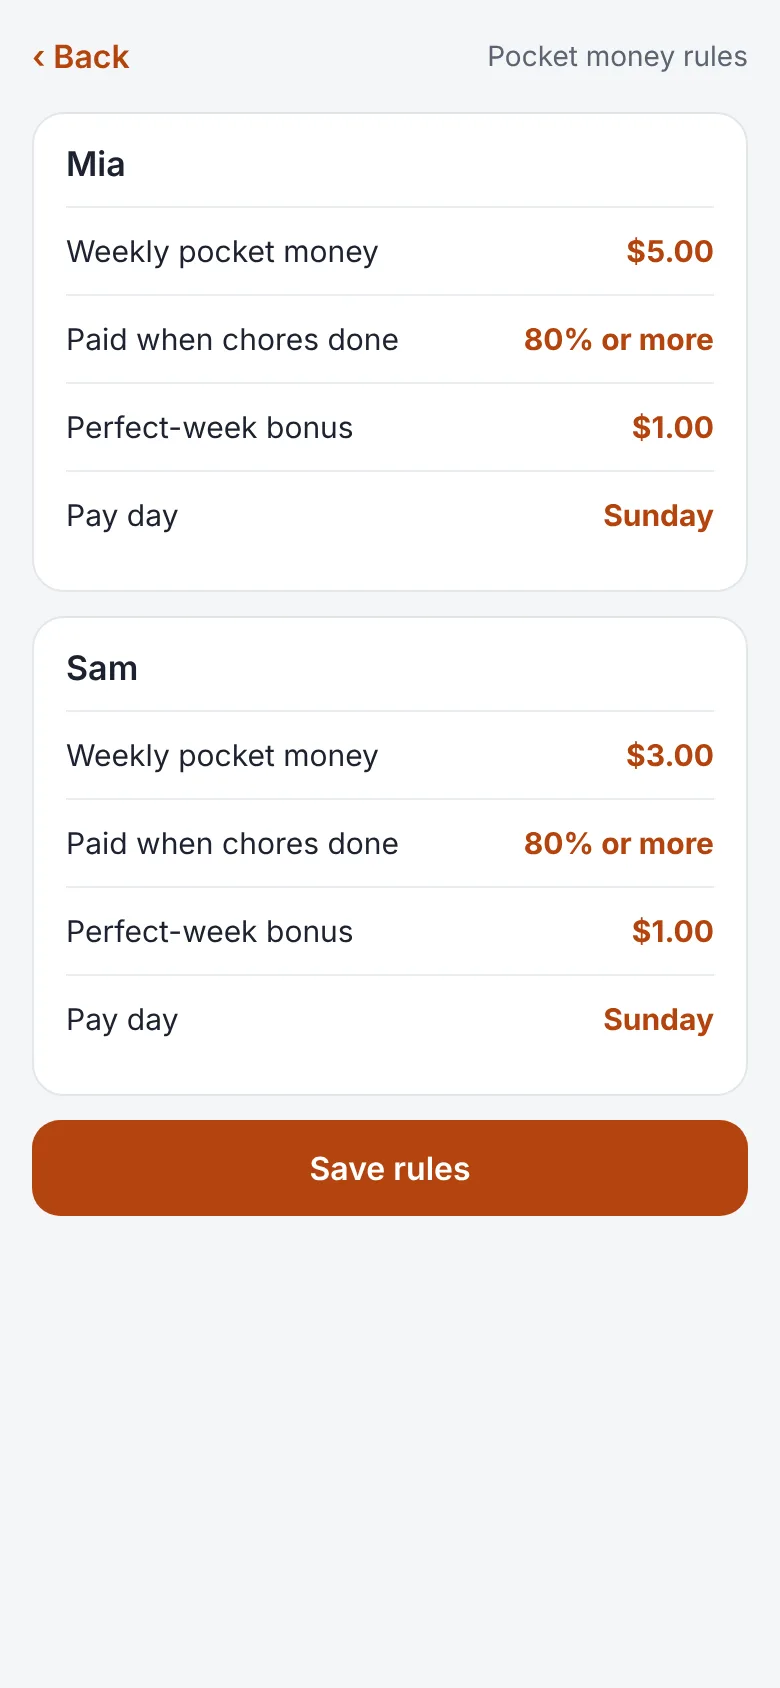 ‹ Back
Pocket money rules
Mia
Weekly pocket money $5.00
Paid when chores done 80% or more
Perfect-week bonus $1.00
Pay day Sunday
Sam
Weekly pocket money $3.00
Paid when chores done 80% or more
Perfect-week bonus $1.00
Pay day Sunday
Save rules